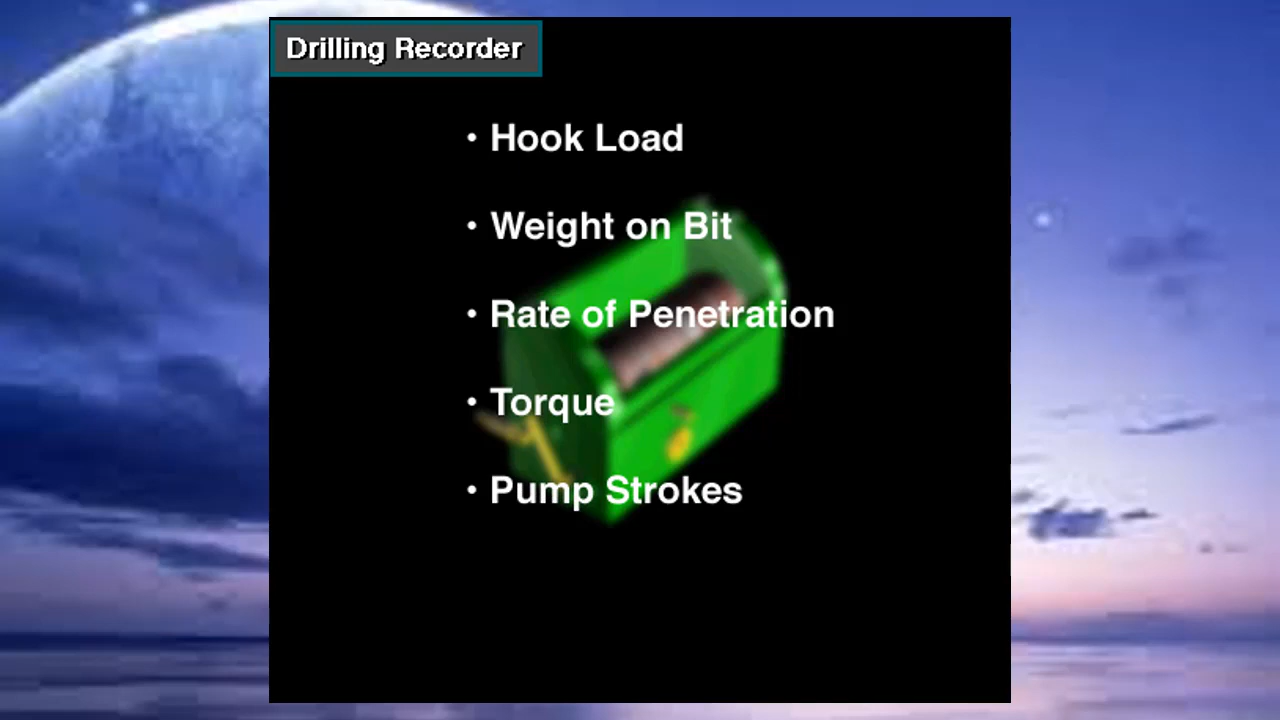 Drilling Recorder
• Hook Load
• Weight on Bit
• Rate of Penetration
• Torque
• Pump Strokes